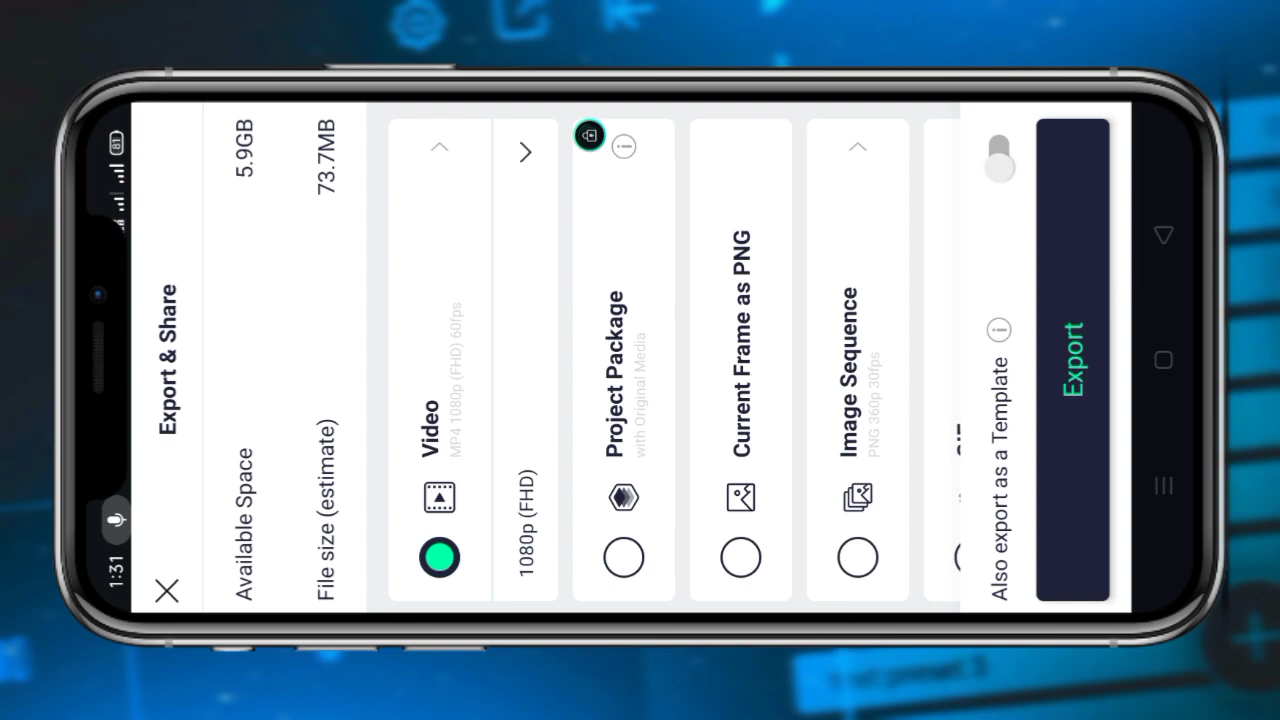 1:31
81
Export & Share
Available Space
5.9GB
File size (estimate)
73.7MB
Video
MP4 1080p (FHD) 60fps
1080p (FHD)
Project Package
with Original Media
Current Frame as PNG
Image Sequence
PNG 360p 30fps
Also export as a Template
Export